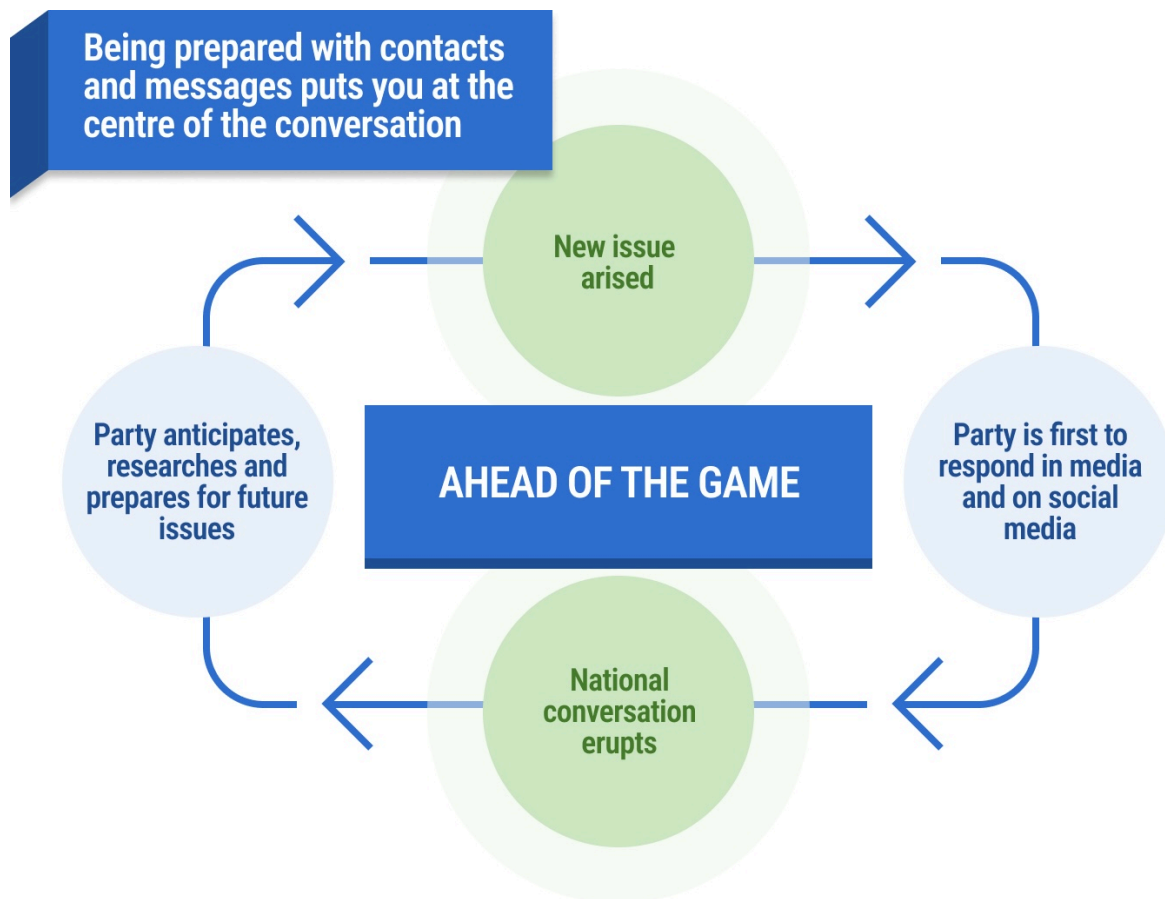 Being prepared with contacts
and messages puts you at the
centre of the conversation
New issue
arised
Party anticipates,
researches and
prepares for future
issues
AHEAD OF THE GAME
Party is first to
respond in media
and on social
media
National
conversation
erupts